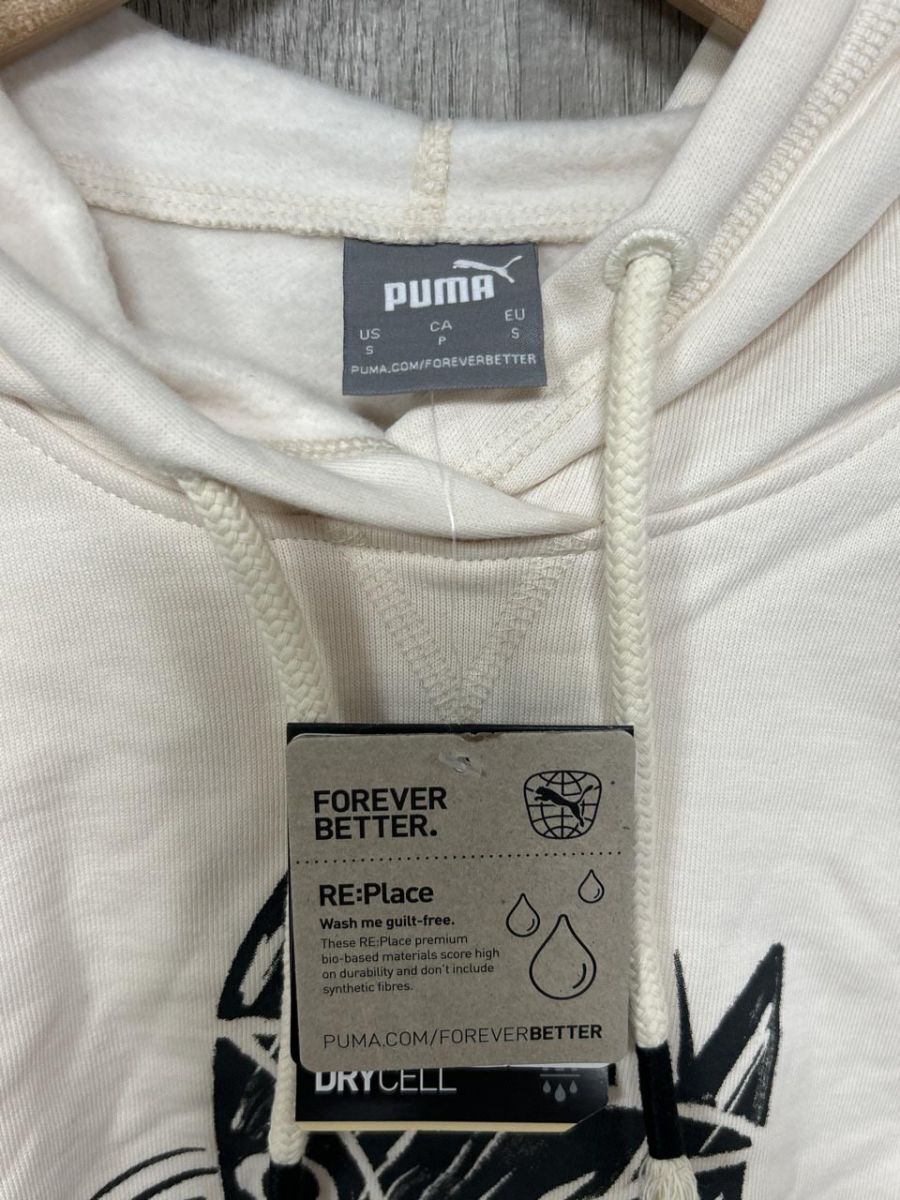 PUMA
US CA EU
S P S
PUMA.COM/FOREVERBETTER
FOREVER
BETTER.
RE:Place
Wash me guilt-free.
These RE:Place premium
bio-based materials score high
on durability and don't include
synthetic fibres.
PUMA.COM/FOREVERBETTER
DRYCELL